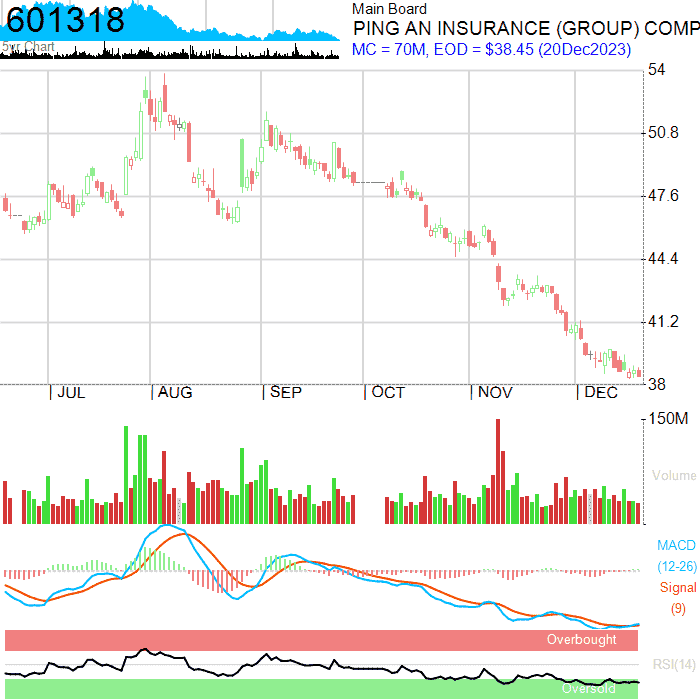 601318
5yr Chart
Main Board
PING AN INSURANCE (GROUP) COMP
MC = 70M, EOD = $38.45 (20Dec2023)
54
50.8
47.6
44.4
41.2
38
JUL AUG SEP OCT NOV DEC
150M
Volume
MACD
(12-26)
Signal
(9)
Overbought
RSI(14)
Oversold